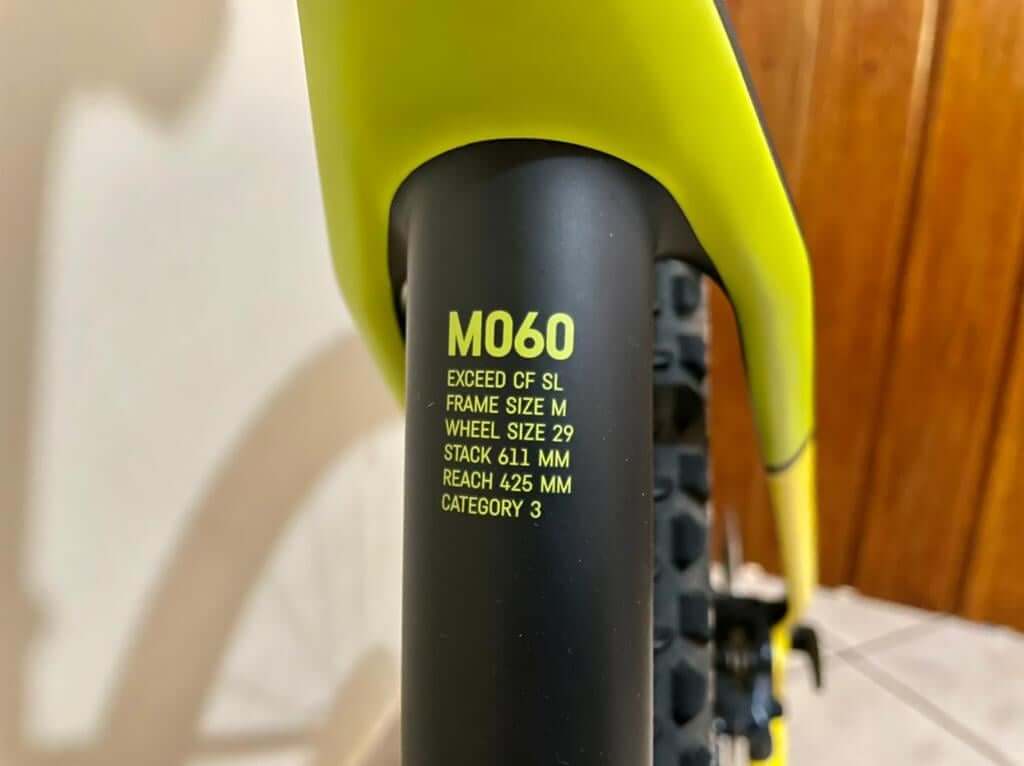 M060
EXCEED CF SL
FRAME SIZE M
WHEEL SIZE 29
STACK 611 MM
REACH 425 MM
CATEGORY 3